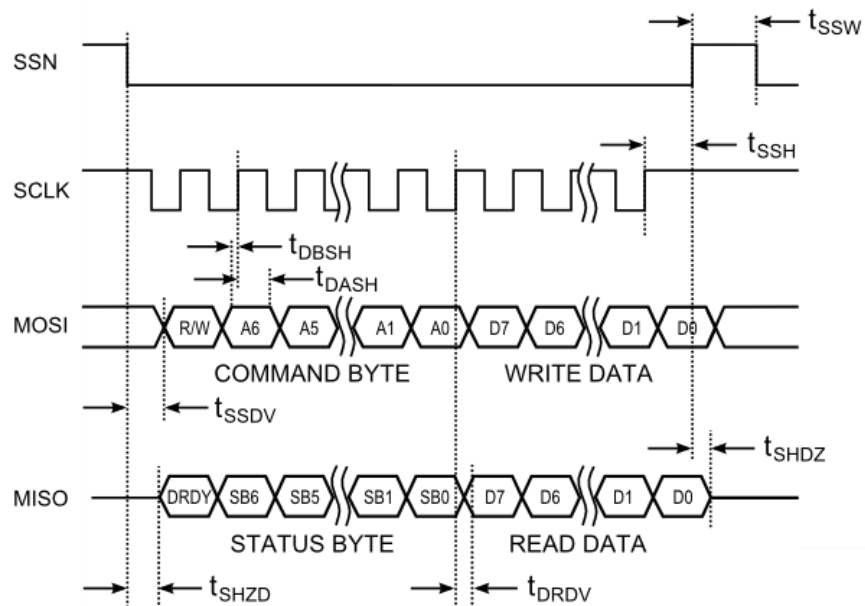 tSSW
SSN
tSSH
SCLK
tDBSH
tDASH
MOSI R/W A6 A5 A1 A0 D7 D6 D1 D0
COMMAND BYTE WRITE DATA
tSSDV
tSHDZ
MISO DRDY SB6 SB5 SB1 SB0 D7 D6 D1 D0
STATUS BYTE READ DATA
tSHZD tDRDV